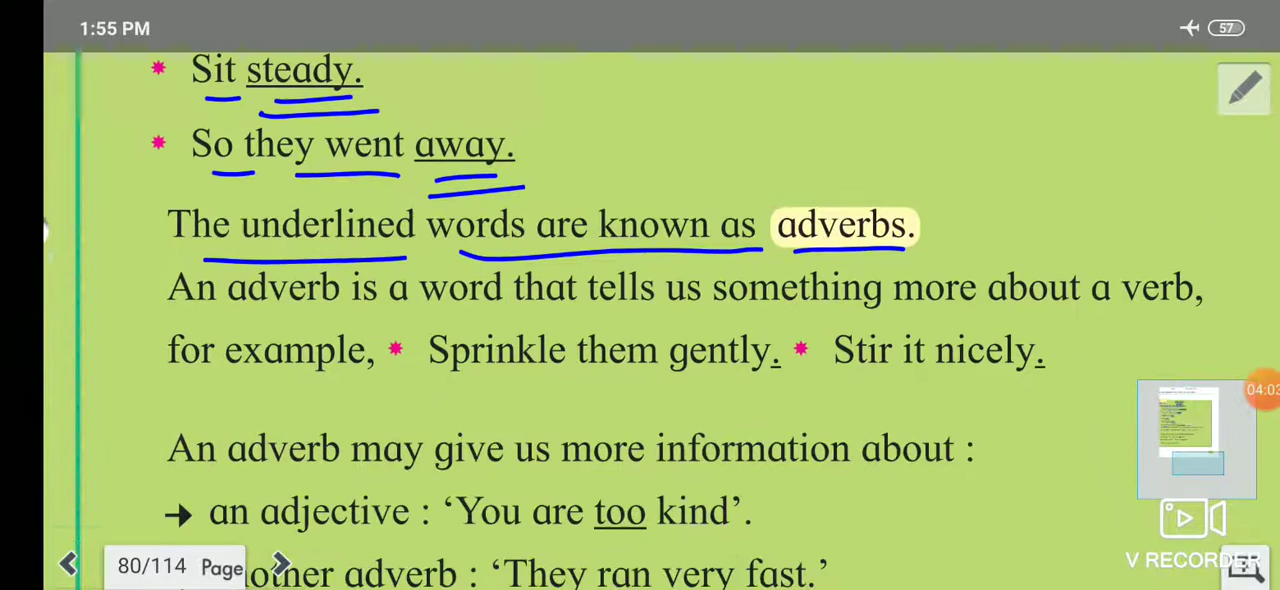 1:55 PM
57
Sit steady.
So they went away.
The underlined words are known as adverbs.
An adverb is a word that tells us something more about a verb,
for example, Sprinkle them gently. Stir it nicely.
04:03
An adverb may give us more information about :
→ an adjective : ‘You are too kind’.
V RECORDER
80/114 Page
other adverb : ‘They ran very fast.’